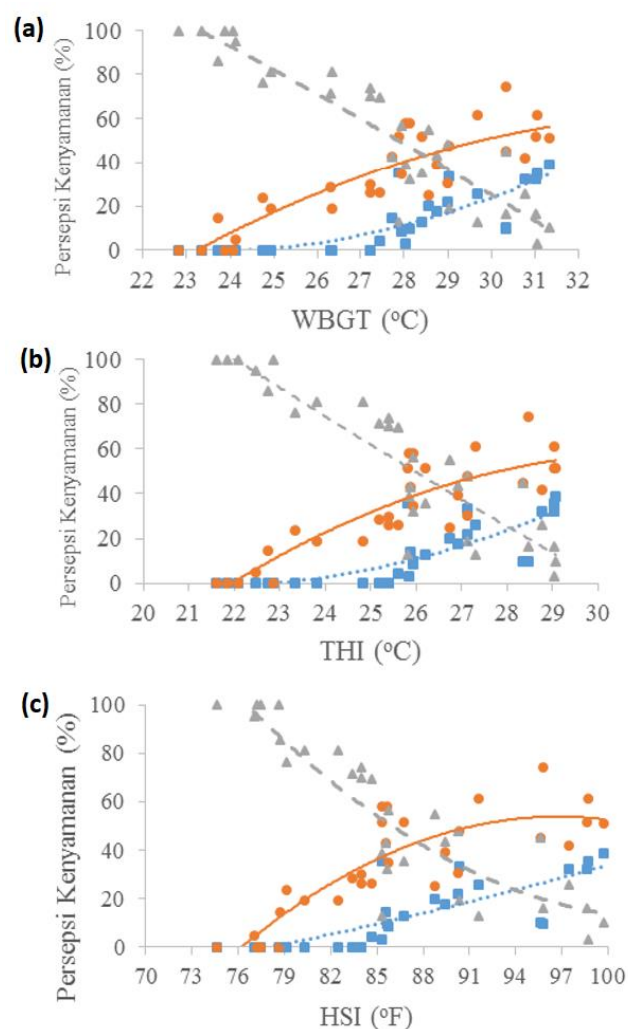 (a)
Persepsi Kenyamanan (%)
100
80
60
40
20
0
22 23 24 25 26 27 28 29 30 31 32
WBGT (ºC)
(b)
Persepsi Kenyamanan (%)
100
80
60
40
20
0
20 21 22 23 24 25 26 27 28 29 30
THI (ºC)
(c)
Persepsi Kenyamanan (%)
100
80
60
40
20
0
70 73 76 79 82 85 88 91 94 97 100
HSI (ºF)